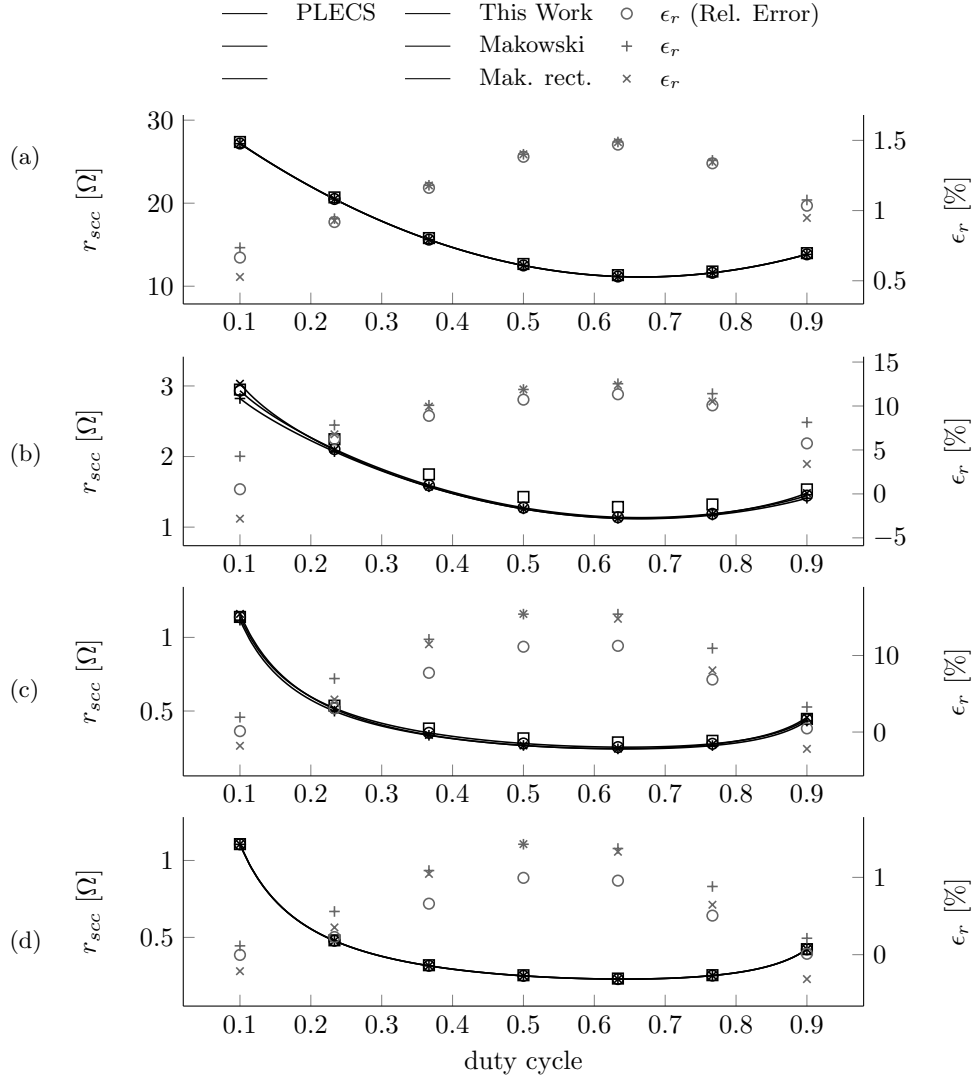 PLECS This Work ϵr (Rel. Error)
Makowski ϵr
Mak. rect. ϵr
(a)
rscc [Ω]
30
20
10
1.5
1
0.5
ϵr [%]
0.1 0.2 0.3 0.4 0.5 0.6 0.7 0.8 0.9
(b)
rscc [Ω]
3
2
1
15
10
5
0
−5
ϵr [%]
0.1 0.2 0.3 0.4 0.5 0.6 0.7 0.8 0.9
(c)
rscc [Ω]
1
0.5
10
0
ϵr [%]
0.1 0.2 0.3 0.4 0.5 0.6 0.7 0.8 0.9
(d)
rscc [Ω]
1
0.5
1
0
ϵr [%]
0.1 0.2 0.3 0.4 0.5 0.6 0.7 0.8 0.9
duty cycle